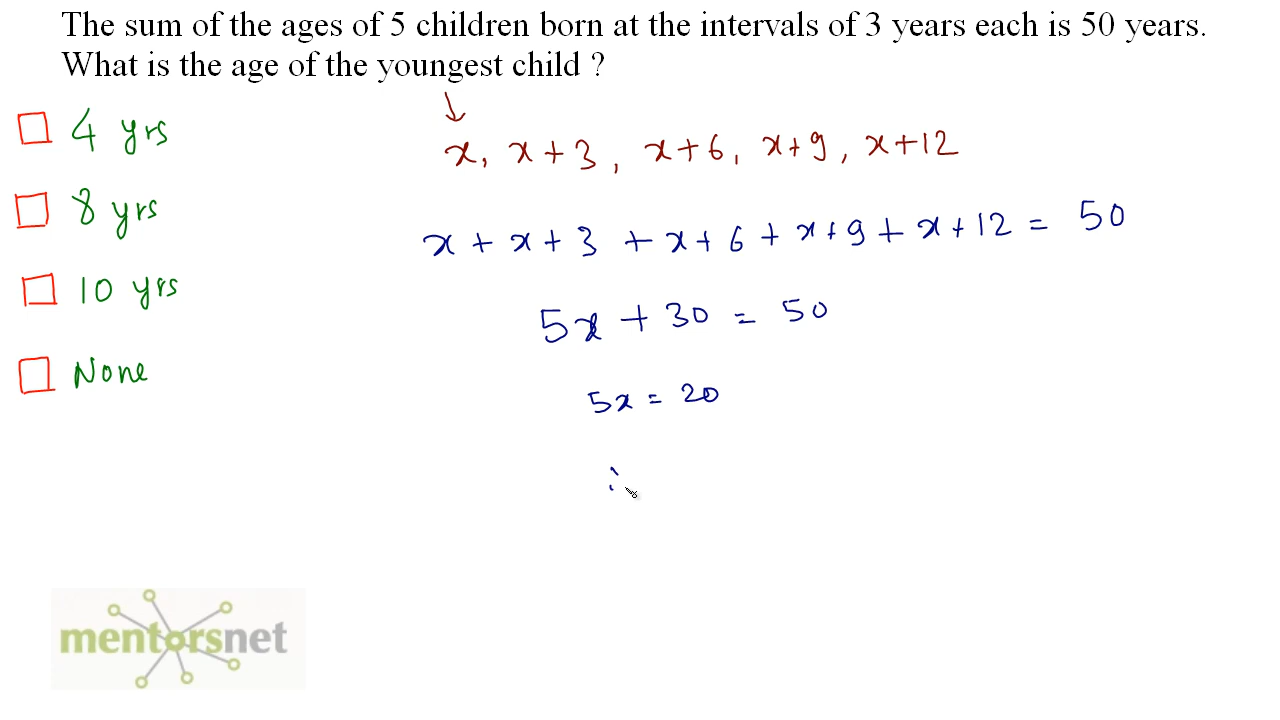 The sum of the ages of 5 children born at the intervals of 3 years each is 50 years.
What is the age of the youngest child ?
4 yrs
x, x + 3, x + 6, x + 9, x + 12
8 yrs
x + x + 3 + x + 6 + x + 9 + x + 12 = 50
10 yrs
5x + 30 = 50
None
5x = 20
mentorsnet